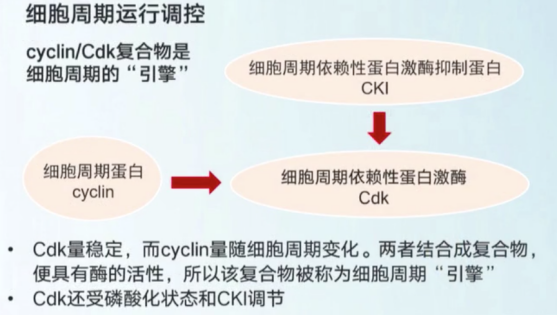 细胞周期运行调控
cyclin/Cdk复合物是
细胞周期的“引擎”
细胞周期依赖性蛋白激酶抑制蛋白
CKI
细胞周期蛋白
cyclin
细胞周期依赖性蛋白激酶
Cdk
• Cdk量稳定，而cyclin量随细胞周期变化。两者结合成复合物，
便具有酶的活性，所以该复合物被称为细胞周期“引擎”
• Cdk还受磷酸化状态和CKI调节